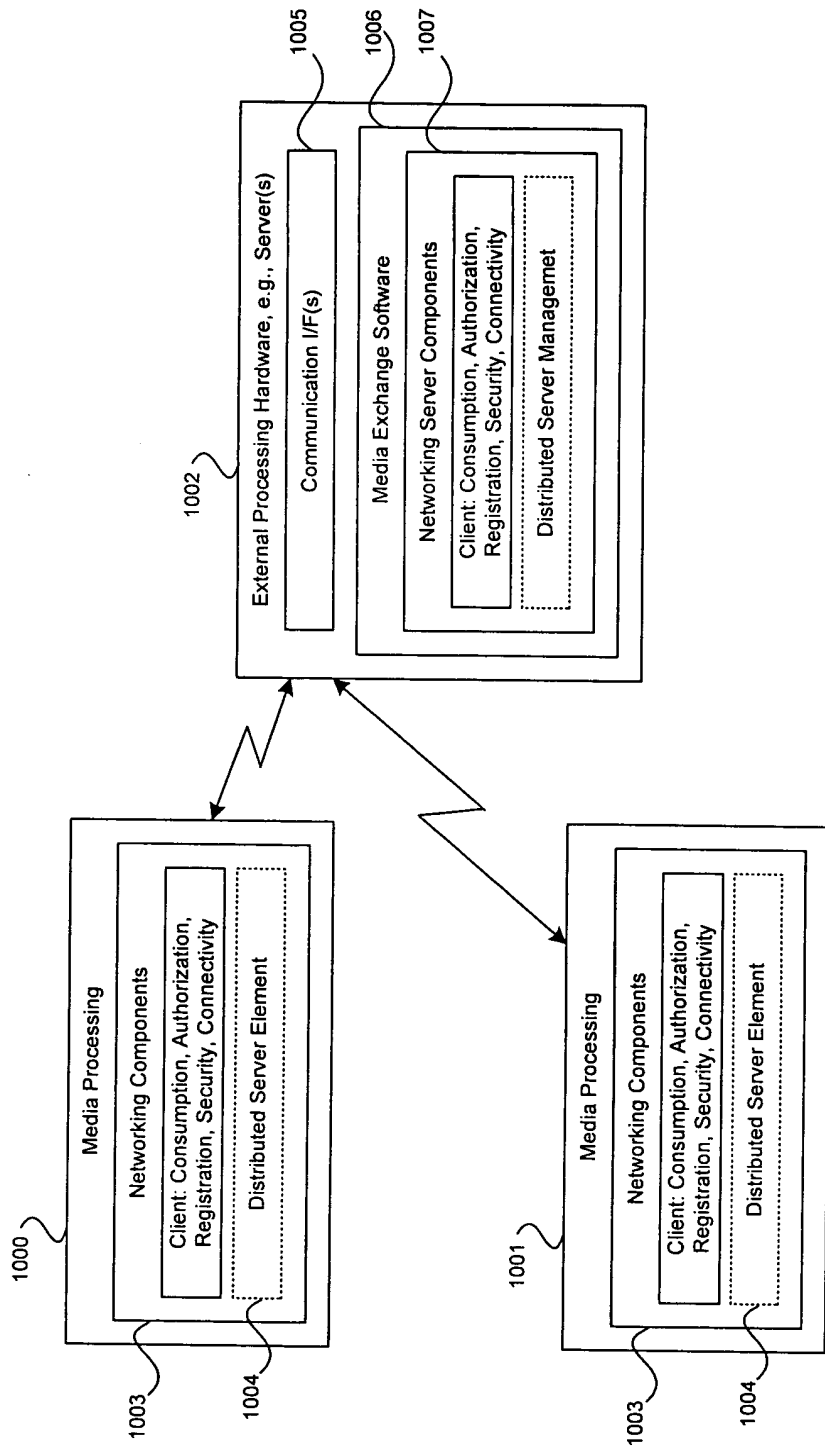 1000
Media Processing
Networking Components
Client: Consumption, Authorization,
Registration, Security, Connectivity
Distributed Server Element
1003
1004
1001
Media Processing
Networking Components
Client: Consumption, Authorization,
Registration, Security, Connectivity
Distributed Server Element
1003
1004
1002
External Processing Hardware, e.g., Server(s)
Communication I/F(s)
Media Exchange Software
Networking Server Components
Client: Consumption, Authorization,
Registration, Security, Connectivity
Distributed Server Managemet
1005
1006
1007